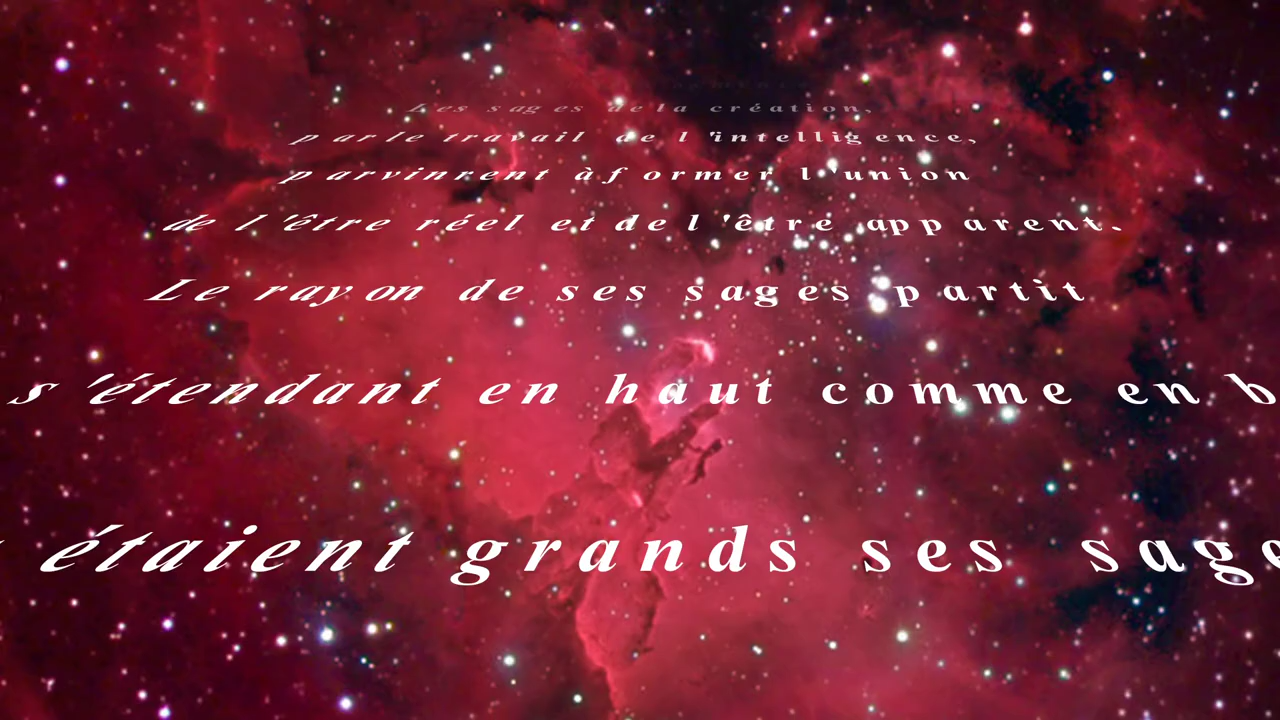 Les sages de la création,
par le travail de l'intelligence,
parvinrent à former l'union
de l'être réel et de l'être apparent.
Le rayon de ses sages partit
s'étendant en haut comme en b
étaient grands ses sage